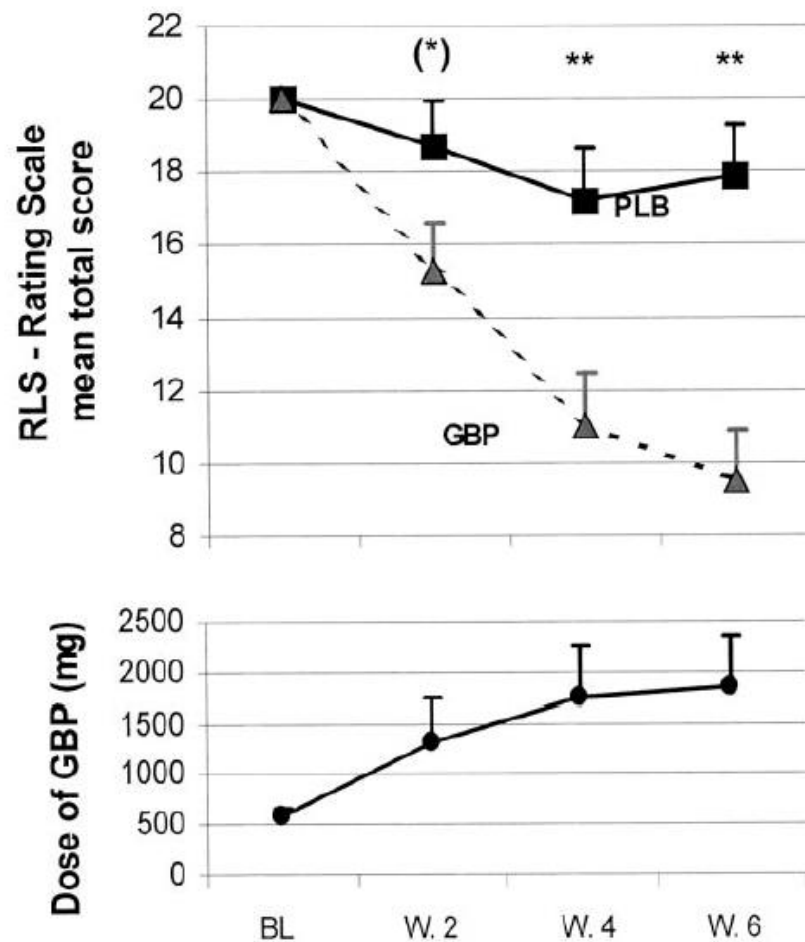 RLS - Rating Scale
mean total score
22
20
18
16
14
12
10
8
(*)
**
**
PLB
GBP
Dose of GBP (mg)
2500
2000
1500
1000
500
0
BL
W. 2
W. 4
W. 6